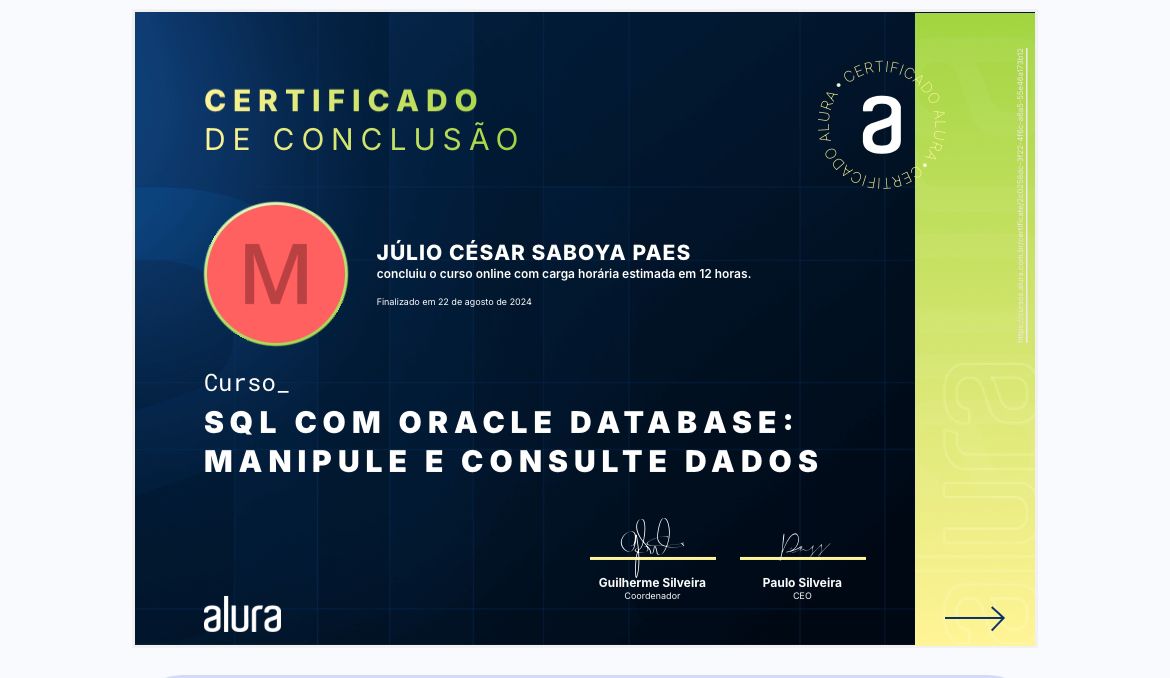 CERTIFICADO
DE CONCLUSÃO
CERTIFICADO ALURA • CERTIFICADO ALURA •
a
M
JÚLIO CÉSAR SABOYA PAES
concluiu o curso online com carga horária estimada em 12 horas.
Finalizado em 22 de agosto de 2024
Curso_
SQL COM ORACLE DATABASE:
MANIPULE E CONSULTE DADOS
Guilherme Silveira
Coordenador
Paulo Silveira
CEO
alura
alura